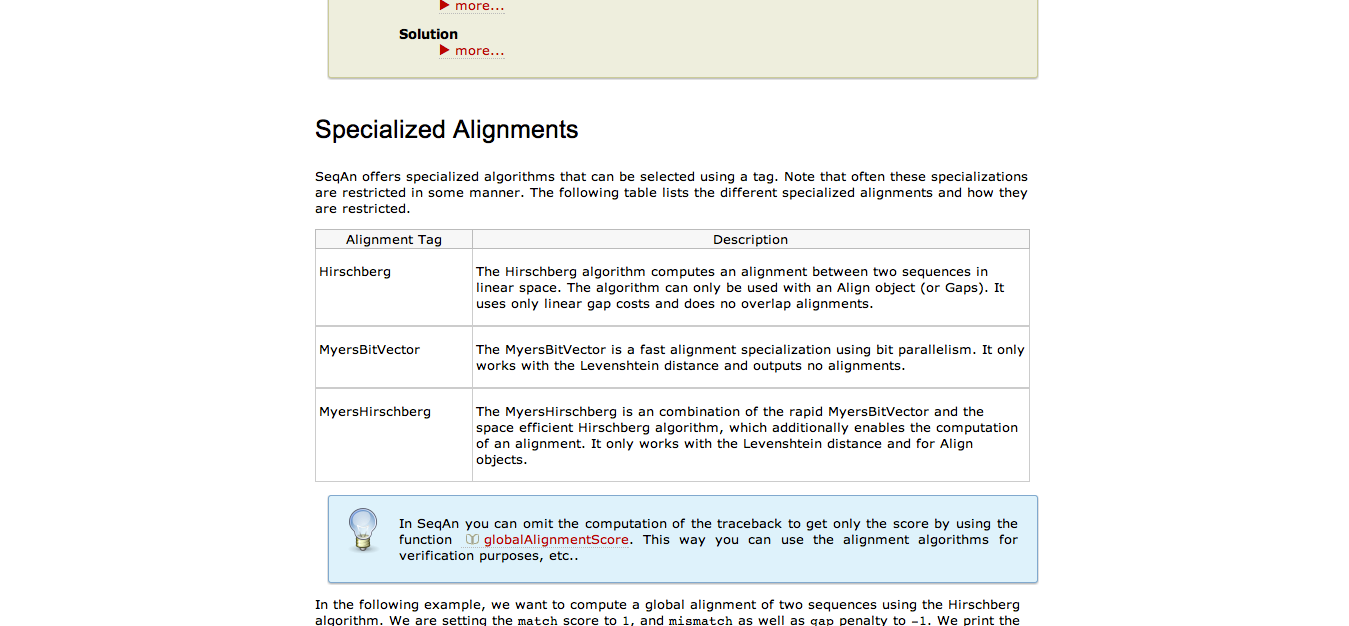 more...
Solution
more...
Specialized Alignments
SeqAn offers specialized algorithms that can be selected using a tag. Note that often these specializations
are restricted in some manner. The following table lists the different specialized alignments and how they
are restricted.
Alignment Tag Description
Hirschberg The Hirschberg algorithm computes an alignment between two sequences in
linear space. The algorithm can only be used with an Align object (or Gaps). It
uses only linear gap costs and does no overlap alignments.
MyersBitVector The MyersBitVector is a fast alignment specialization using bit parallelism. It only
works with the Levenshtein distance and outputs no alignments.
MyersHirschberg The MyersHirschberg is an combination of the rapid MyersBitVector and the
space efficient Hirschberg algorithm, which additionally enables the computation
of an alignment. It only works with the Levenshtein distance and for Align
objects.
In SeqAn you can omit the computation of the traceback to get only the score by using the
function globalAlignmentScore. This way you can use the alignment algorithms for
verification purposes, etc..
In the following example, we want to compute a global alignment of two sequences using the Hirschberg
algorithm. We are setting the match score to 1, and mismatch as well as gap penalty to -1. We print the